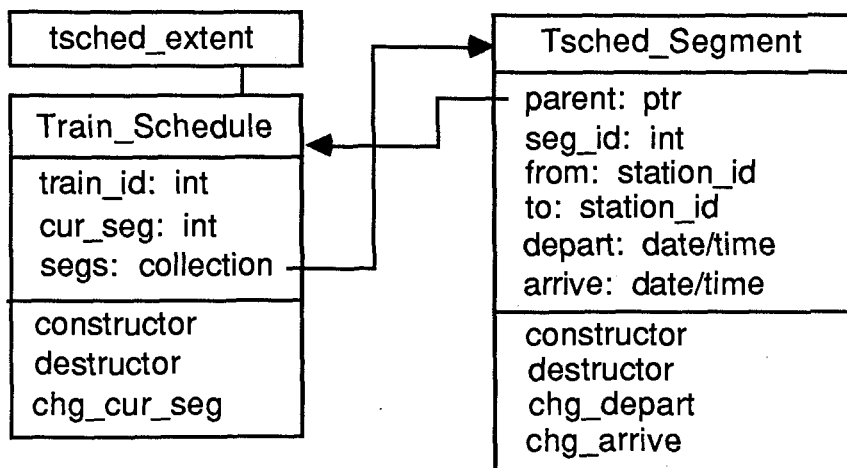 tsched_extent
Train_Schedule
train_id: int
cur_seg: int
segs: collection
constructor
destructor
chg_cur_seg
Tsched_Segment
parent: ptr
seg_id: int
from: station_id
to: station_id
depart: date/time
arrive: date/time
constructor
destructor
chg_depart
chg_arrive